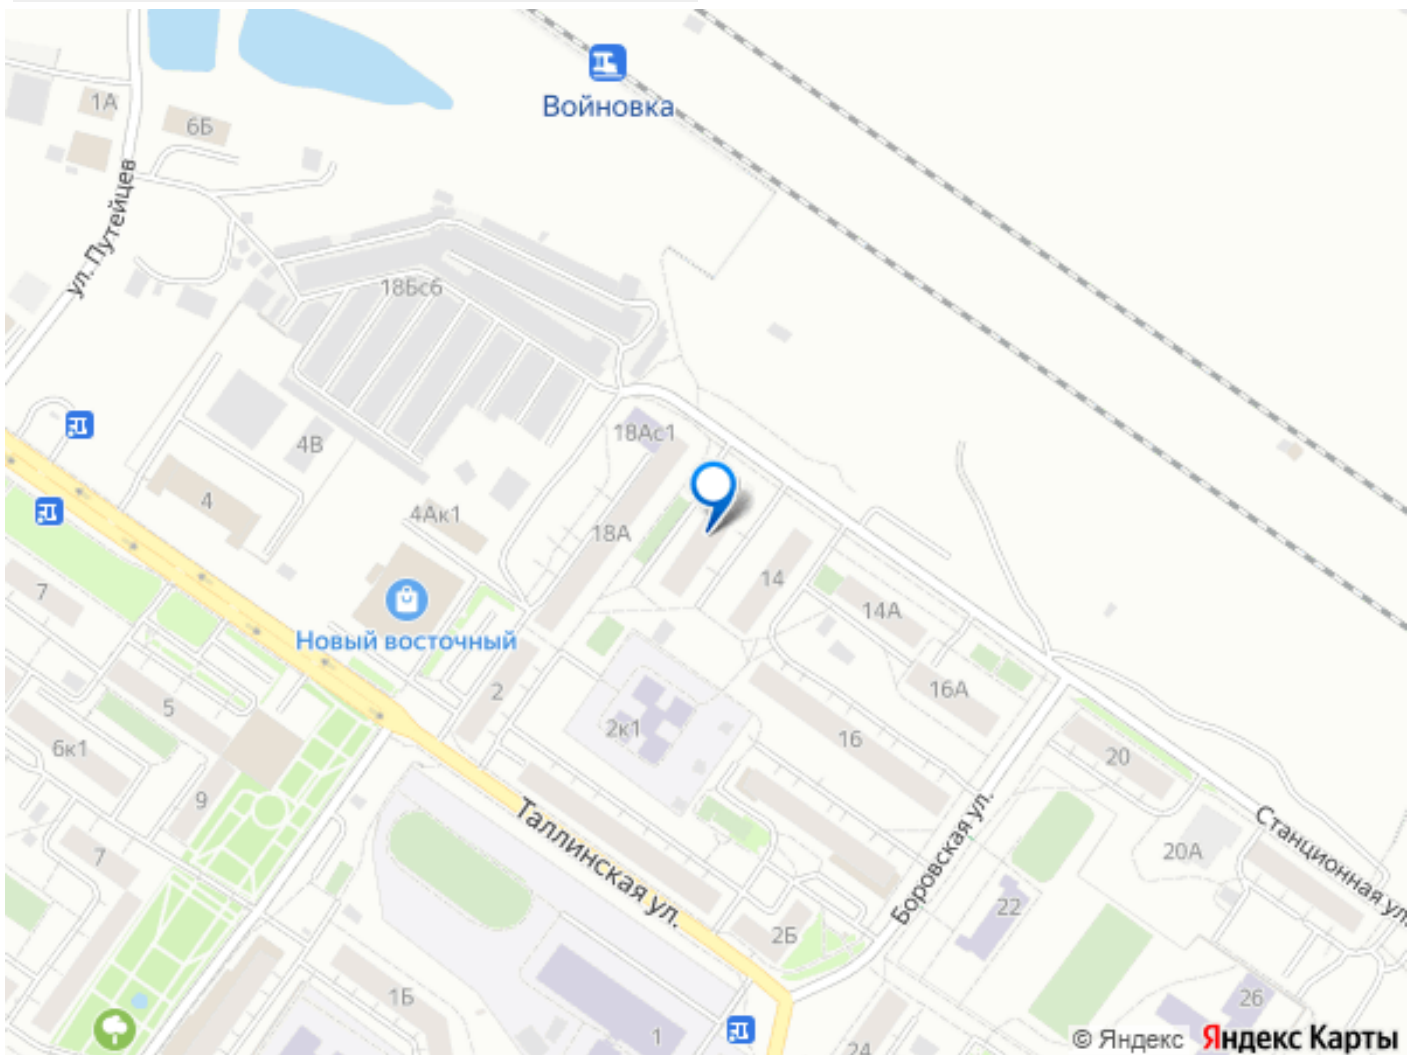 1А
6Б
Войновка
ул. Путейцев
18Бс6
18Ас1
4В
4
4Ак1
18А
7
14
14А
Новый восточный
2
16А
5
2к1
16
6к1
20
9
Таллинская ул.
Боровская ул.
Станционная ул.
7
20А
22
2Б
1Б
1
24
26
© Яндекс Яндекс Карты